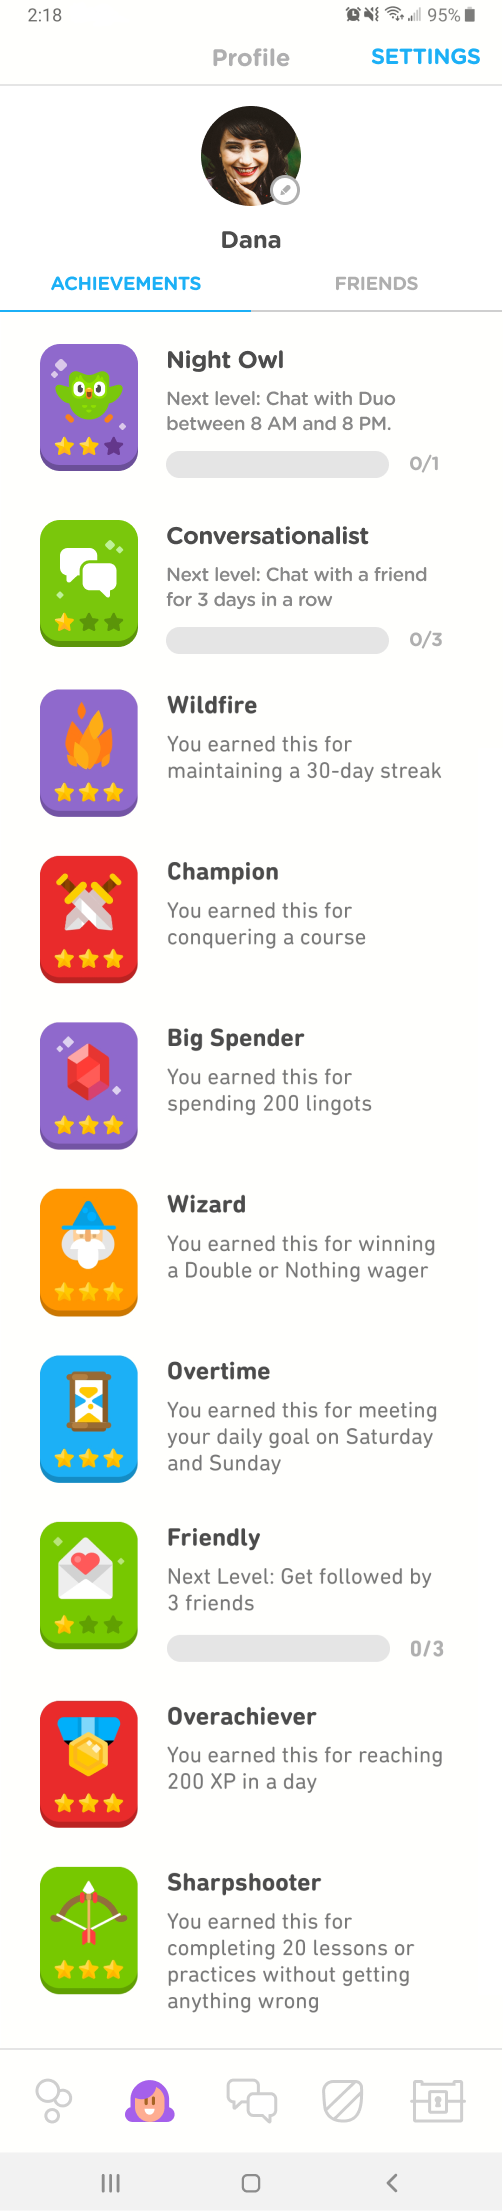 2:18 95%
Profile SETTINGS
Dana
ACHIEVEMENTS FRIENDS
Night Owl
Next level: Chat with Duo
between 8 AM and 8 PM.
0/1
Conversationalist
Next level: Chat with a friend
for 3 days in a row
0/3
Wildfire
You earned this for
maintaining a 30-day streak
Champion
You earned this for
conquering a course
Big Spender
You earned this for
spending 200 lingots
Wizard
You earned this for winning
a Double or Nothing wager
Overtime
You earned this for meeting
your daily goal on Saturday
and Sunday
Friendly
Next Level: Get followed by
3 friends
0/3
Overachiever
You earned this for reaching
200 XP in a day
Sharpshooter
You earned this for
completing 20 lessons or
practices without getting
anything wrong